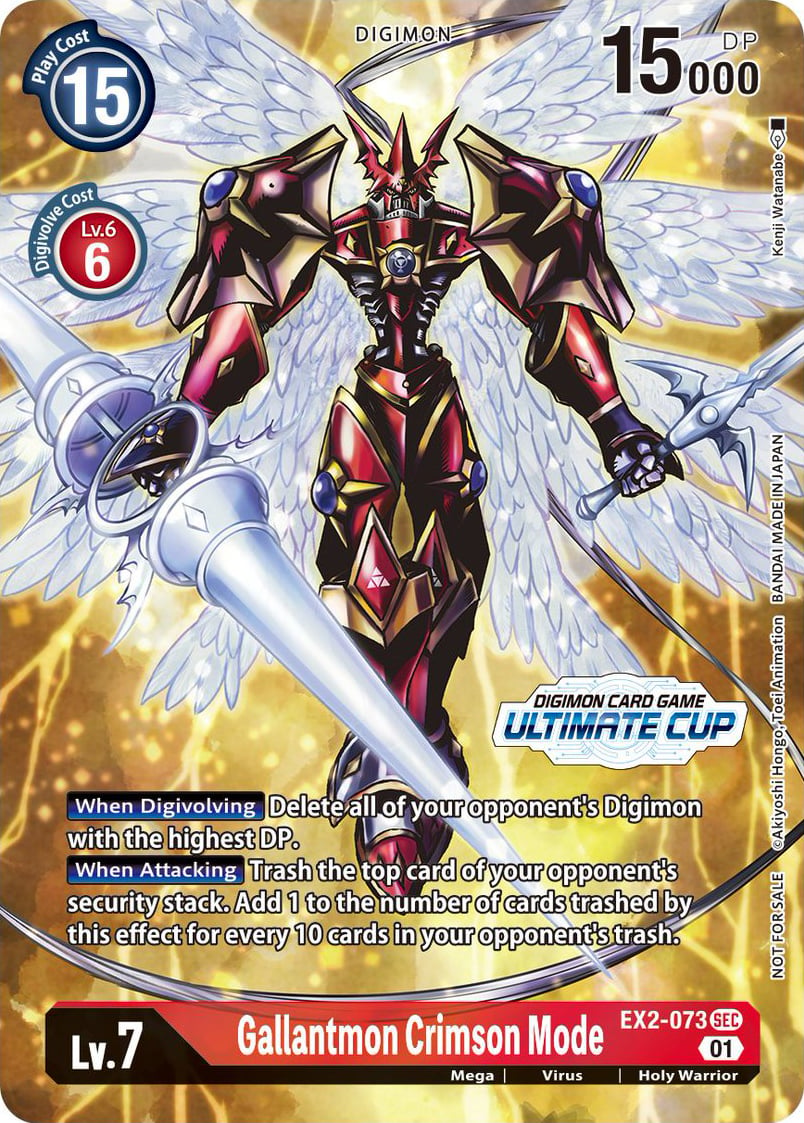 DIGIMON
Play Cost
15
15000
DP
Digivolve Cost
Lv.6
6
Kenji Watanabe
©Akiyoshi Hongo, Toei Animation BANDAI MADE IN JAPAN
NOT FOR SALE
DIGIMON CARD GAME
ULTIMATE CUP
When Digivolving Delete all of your opponent's Digimon
with the highest DP.
When Attacking Trash the top card of your opponent's
security stack. Add 1 to the number of cards trashed by
this effect for every 10 cards in your opponent's trash.
Lv.7
Gallantmon Crimson Mode
EX2-073 SEC
01
Mega | Virus | Holy Warrior